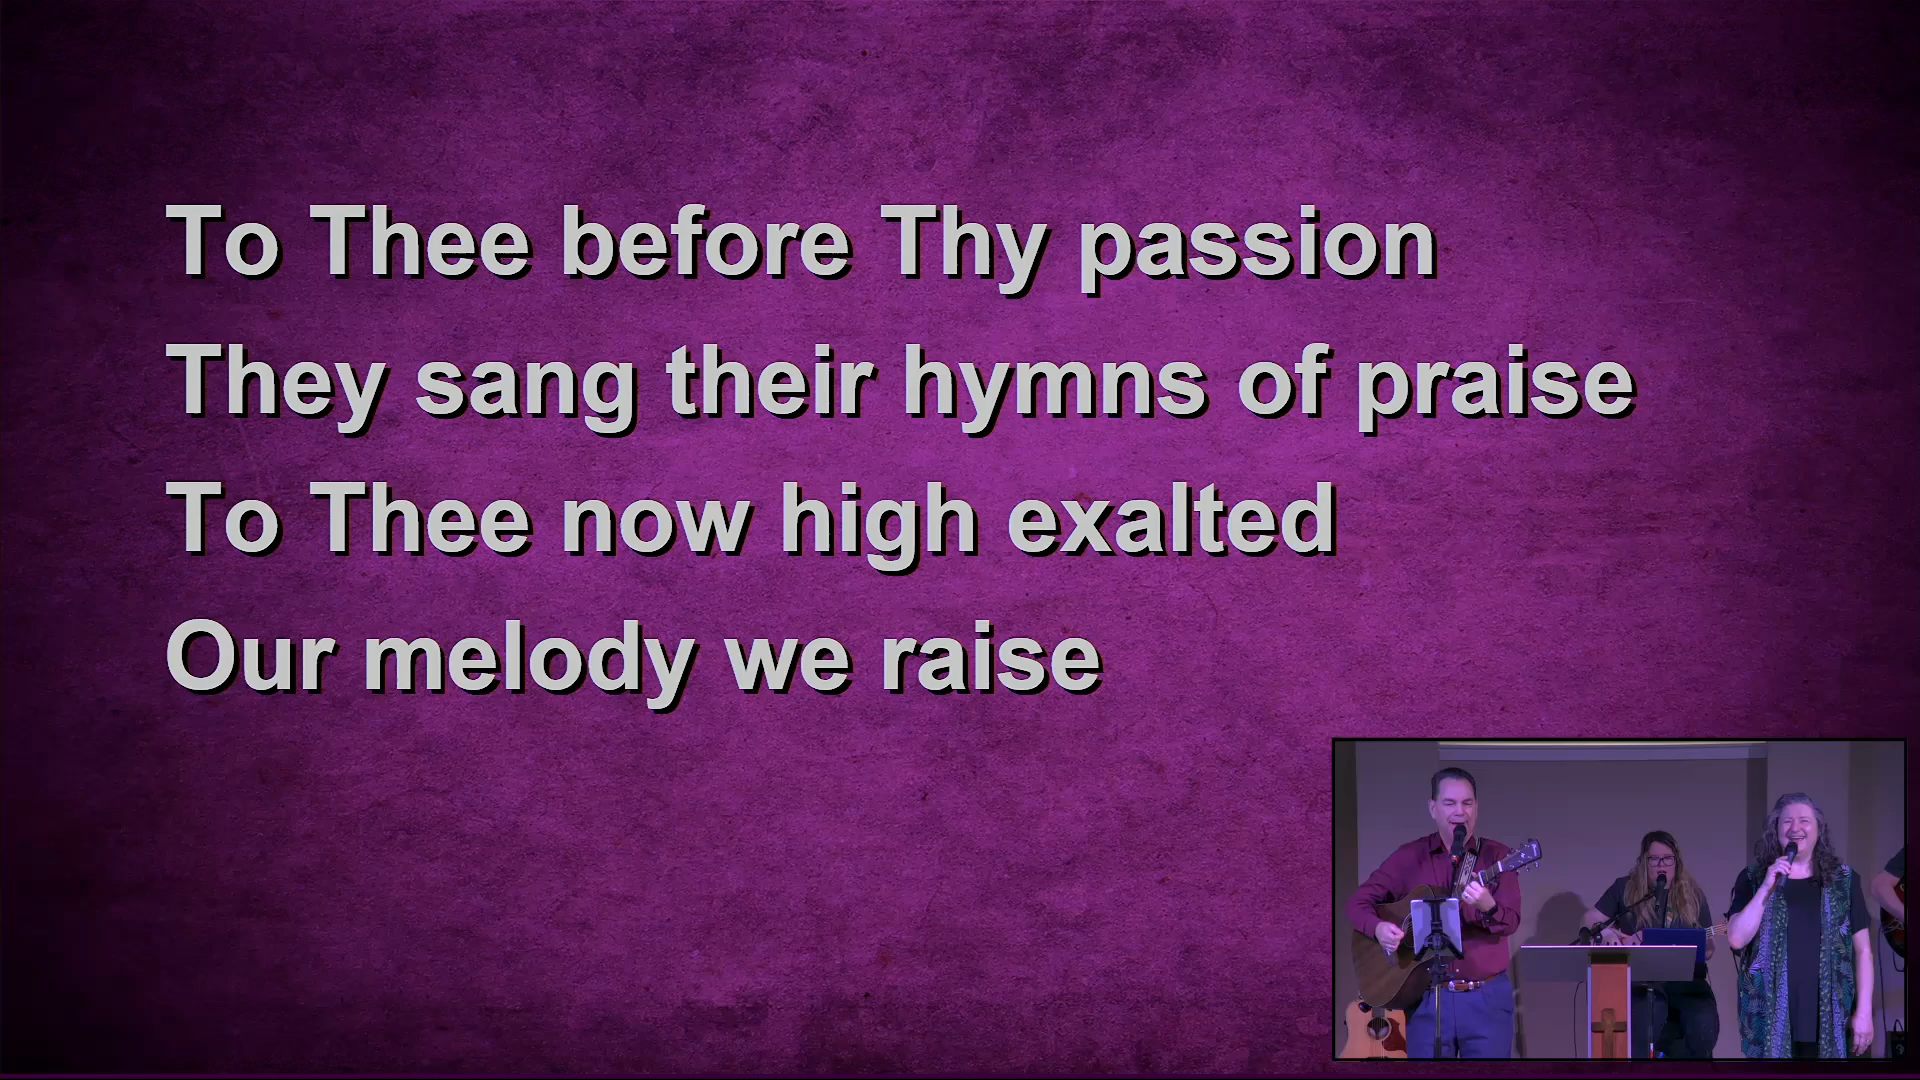 To Thee before Thy passion
They sang their hymns of praise
To Thee now high exalted
Our melody we raise